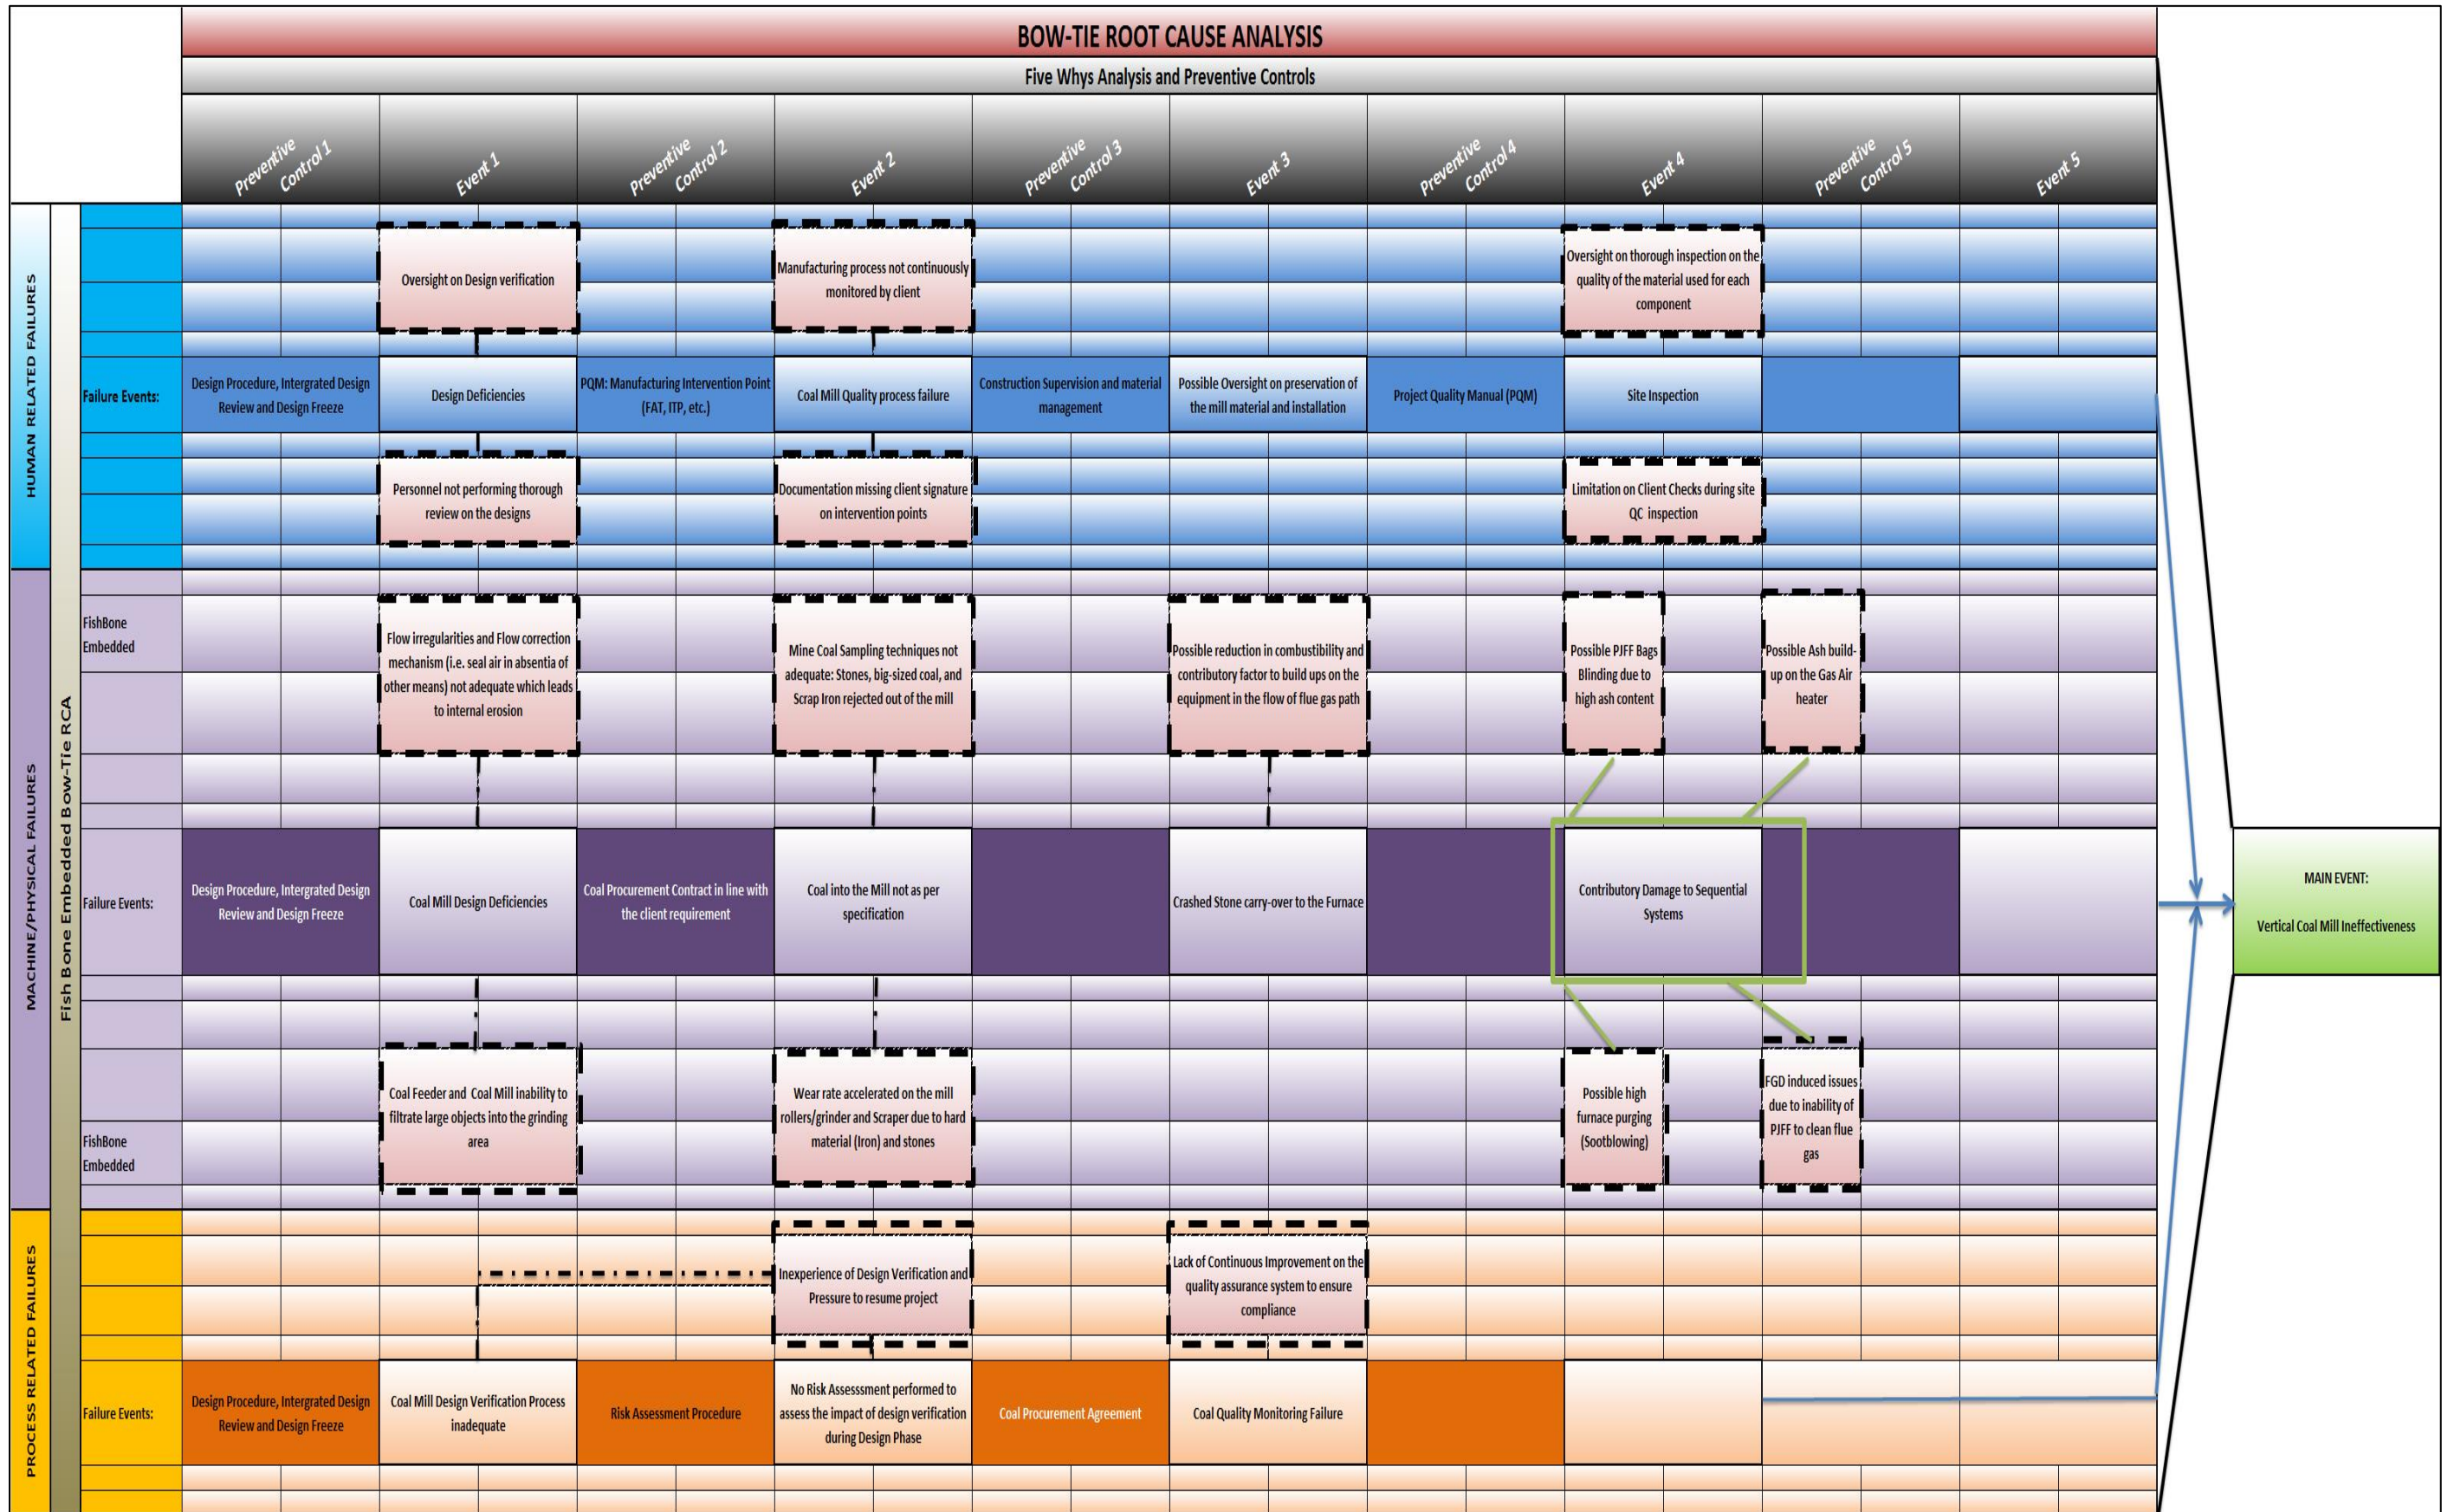 BOW-TIE ROOT CAUSE ANALYSIS
Five Whys Analysis and Preventive Controls
Preventive
Control 1
Event 1
Preventive
Control 2
Event 2
Preventive
Control 3
Event 3
Preventive
Control 4
Event 4
Preventive
Control 5
Event 5
HUMAN RELATED FAILURES
Fish Bone Embedded Bow-Tie RCA
Oversight on Design verification
Manufacturing process not continuously
monitored by client
Oversight on thorough inspection on the
quality of the material used for each
component
Failure Events:
Design Procedure, Intergrated Design
Review and Design Freeze
Design Deficiencies
PQM: Manufacturing Intervention Point
(FAT, ITP, etc.)
Coal Mill Quality process failure
Construction Supervision and material
management
Possible Oversight on preservation of
the mill material and installation
Project Quality Manual (PQM)
Site Inspection
Personnel not performing thorough
review on the designs
Documentation missing client signature
on intervention points
Limitation on Client Checks during site
QC inspection
MACHINE/PHYSICAL FAILURES
FishBone
Embedded
Flow irregularities and Flow correction
mechanism (i.e. seal air in absentia of
other means) not adequate which leads
to internal erosion
Mine Coal Sampling techniques not
adequate: Stones, big-sized coal, and
Scrap Iron rejected out of the mill
Possible reduction in combustibility and
contributory factor to build ups on the
equipment in the flow of flue gas path
Possible PJFF Bags
Blinding due to
high ash content
Possible Ash build-
up on the Gas Air
heater
Failure Events:
Design Procedure, Intergrated Design
Review and Design Freeze
Coal Mill Design Deficiencies
Coal Procurement Contract in line with
the client requirement
Coal into the Mill not as per
specification
Crashed Stone carry-over to the Furnace
Contributory Damage to Sequential
Systems
MAIN EVENT:
Vertical Coal Mill Ineffectiveness
FishBone
Embedded
Coal Feeder and Coal Mill inability to
filtrate large objects into the grinding
area
Wear rate accelerated on the mill
rollers/grinder and Scraper due to hard
material (Iron) and stones
Possible high
furnace purging
(Sootblowing)
FGD induced issues
due to inability of
PJFF to clean flue
gas
PROCESS RELATED FAILURES
Inexperience of Design Verification and
Pressure to resume project
Lack of Continuous Improvement on the
quality assurance system to ensure
compliance
Failure Events:
Design Procedure, Intergrated Design
Review and Design Freeze
Coal Mill Design Verification Process
inadequate
Risk Assessment Procedure
No Risk Assesssment performed to
assess the impact of design verification
during Design Phase
Coal Procurement Agreement
Coal Quality Monitoring Failure